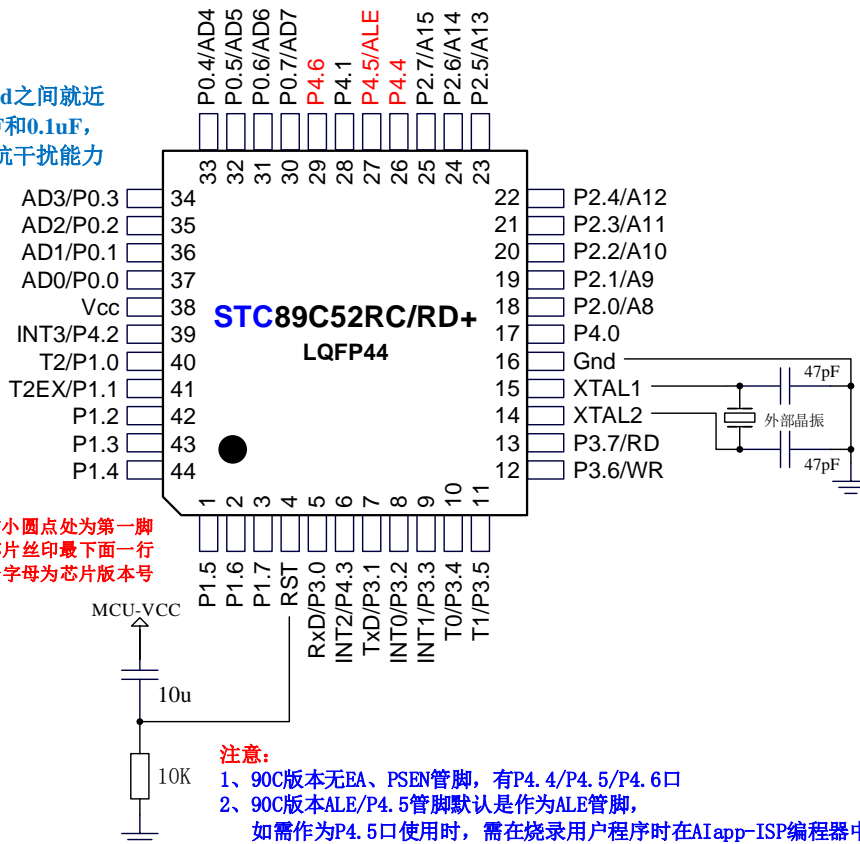 P0.4/AD4
P0.5/AD5
P0.6/AD6
P0.7/AD7
P4.6
P4.1
P4.5/ALE
P4.4
P2.7/A15
P2.6/A14
P2.5/A13
d之间就近
和0.1uF,
抗干扰能力
33 32 31 30 29 28 27 26 25 24 23
AD3/P0.3 34
AD2/P0.2 35
AD1/P0.1 36
AD0/P0.0 37
Vcc 38
INT3/P4.2 39
T2/P1.0 40
T2EX/P1.1 41
P1.2 42
P1.3 43
P1.4 44
STC89C52RC/RD+
LQFP44
22 P2.4/A12
21 P2.3/A11
20 P2.2/A10
19 P2.1/A9
18 P2.0/A8
17 P4.0
16 Gnd
15 XTAL1
14 XTAL2
13 P3.7/RD
12 P3.6/WR
47pF
外部晶振
47pF
1 2 3 4 5 6 7 8 9 10 11
P1.5
P1.6
P1.7
RST
RxD/P3.0
INT2/P4.3
TxD/P3.1
INT0/P3.2
INT1/P3.3
T0/P3.4
T1/P3.5
小圆点处为第一脚
片丝印最下面一行
字母为芯片版本号
MCU-VCC
10u
10K
注意：
1、90C版本无EA、PSEN管脚，有P4.4/P4.5/P4.6口
2、90C版本ALE/P4.5管脚默认是作为ALE管脚，
如需作为P4.5口使用时，需在烧录用户程序时在AIapp-ISP编程器中